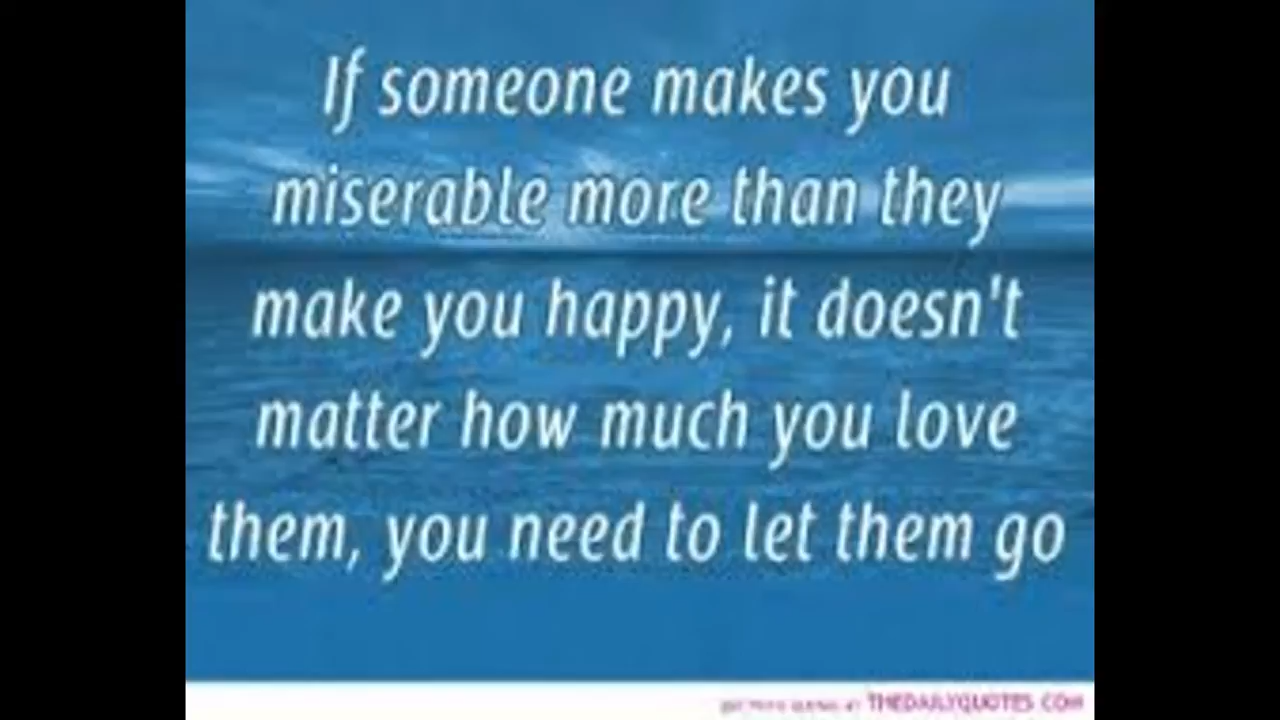 If someone makes you
miserable more than they
make you happy, it doesn't
matter how much you love
them, you need to let them go
THEDAILYQUOTES.COM